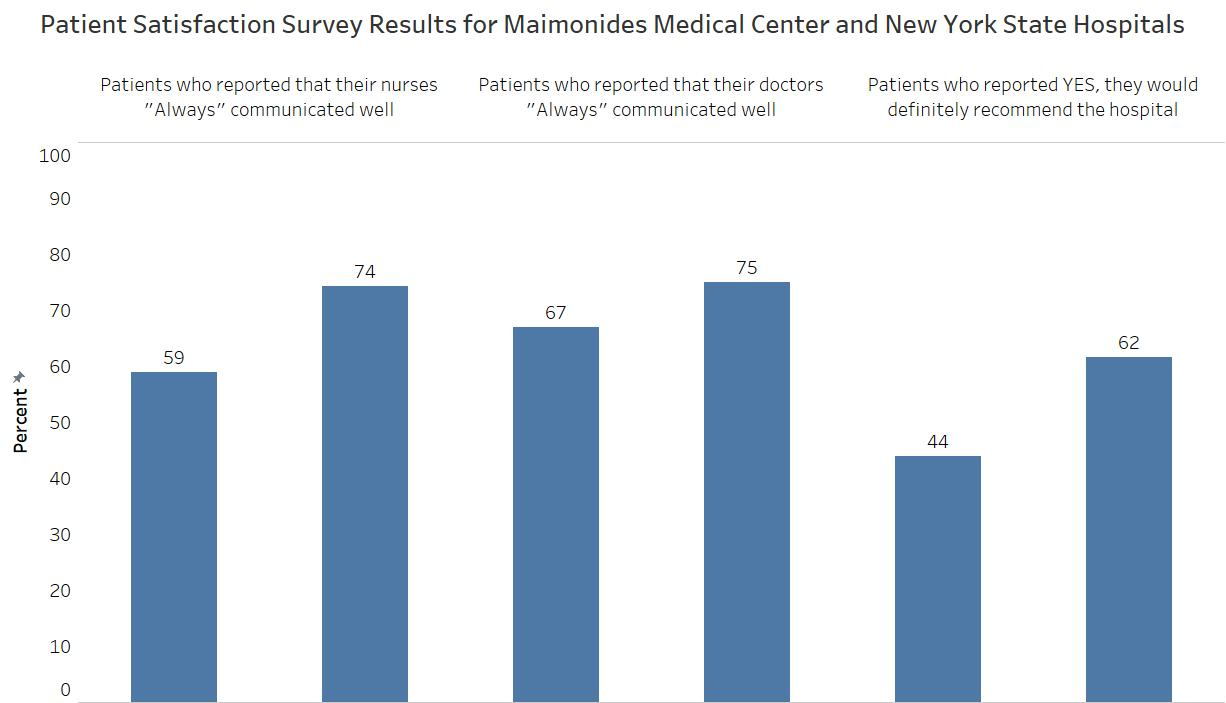 Patient Satisfaction Survey Results for Maimonides Medical Center and New York State Hospitals
Patients who reported that their nurses
"Always" communicated well
Patients who reported that their doctors
"Always" communicated well
Patients who reported YES, they would
definitely recommend the hospital
100
90
80
70
60
50
40
30
20
10
0
Percent
59
74
67
75
44
62